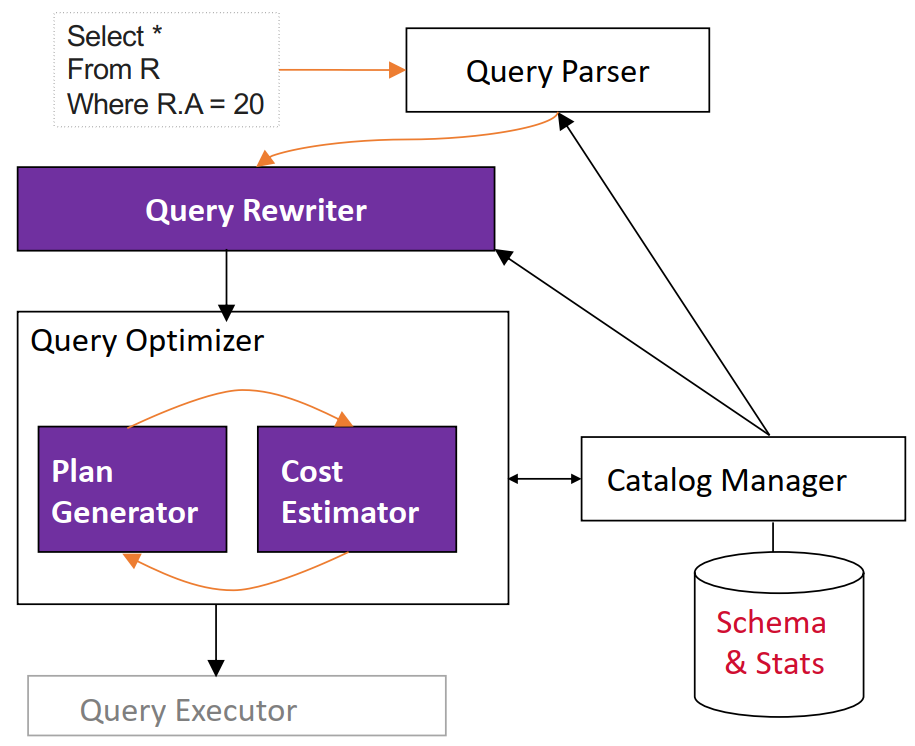 Select *
From R
Where R.A = 20
Query Parser
Query Rewriter
Query Optimizer
Plan
Generator
Cost
Estimator
Catalog Manager
Schema
& Stats
Query Executor